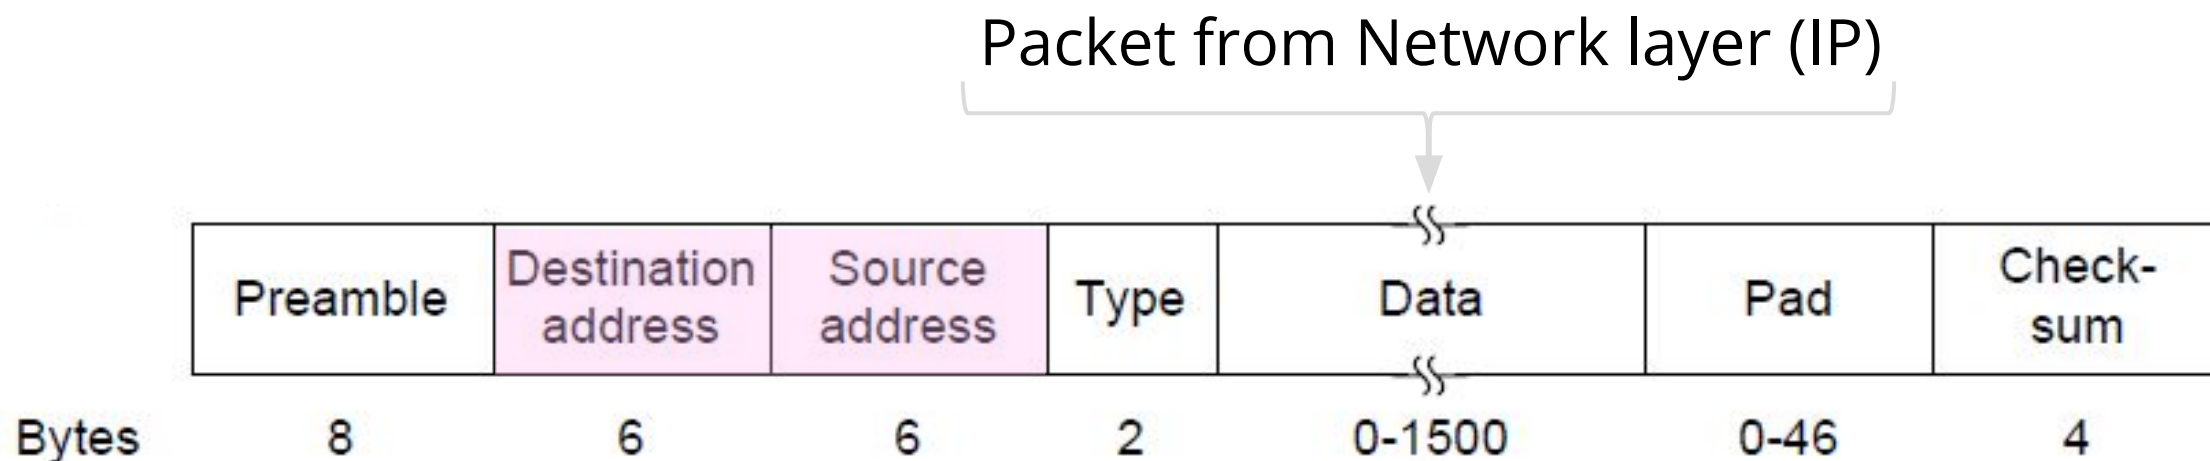 Packet from Network layer (IP)
Preamble
Destination
address
Source
address
Type
Data
Pad
Check-
sum
Bytes 8 6 6 2 0-1500 0-46 4